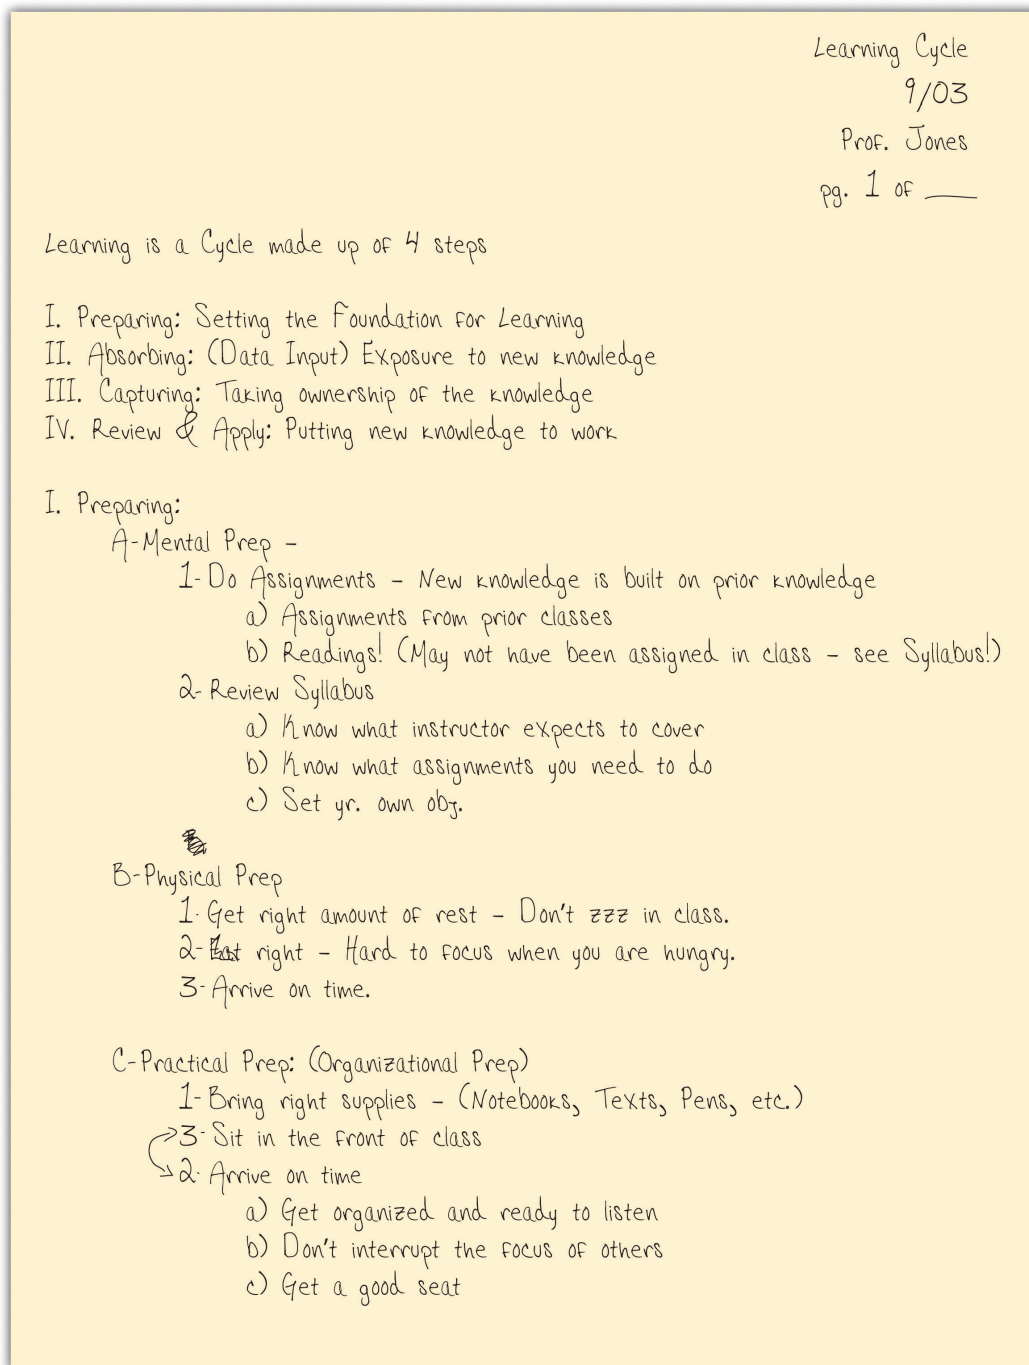 Learning Cycle
9/03
Prof. Jones
pg. 1 of ___
Learning is a Cycle made up of 4 steps
I. Preparing: Setting the Foundation for Learning
II. Absorbing: (Data Input) Exposure to new knowledge
III. Capturing: Taking ownership of the knowledge
IV. Review & Apply: Putting new knowledge to work
I. Preparing:
A-Mental Prep -
1-Do Assignments - New knowledge is built on prior knowledge
a) Assignments from prior classes
b) Readings! (May not have been assigned in class - see Syllabus!)
2-Review Syllabus
a) Know what instructor expects to cover
b) Know what assignments you need to do
c) Set yr. own obj.
B-Physical Prep
1-Get right amount of rest - Don't zzz in class.
2-Eat right - Hard to focus when you are hungry.
3-Arrive on time.
C-Practical Prep: (Organizational Prep)
1-Bring right supplies - (Notebooks, Texts, Pens, etc.)
3-Sit in the front of class
2-Arrive on time
a) Get organized and ready to listen
b) Don't interrupt the focus of others
c) Get a good seat